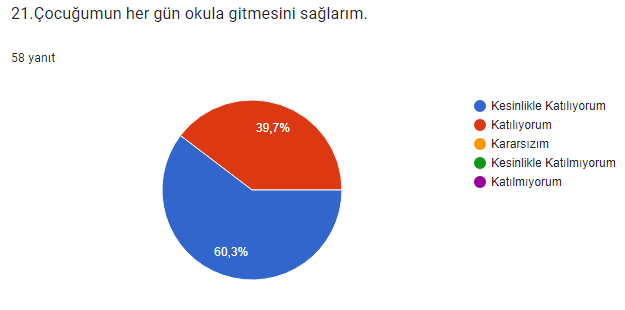 21.Çocuğumun her gün okula gitmesini sağlarım.
58 yanıt
39,7%
60,3%
Kesinlikle Katılıyorum
Katılıyorum
Kararsızım
Kesinlikle Katılmıyorum
Katılmıyorum